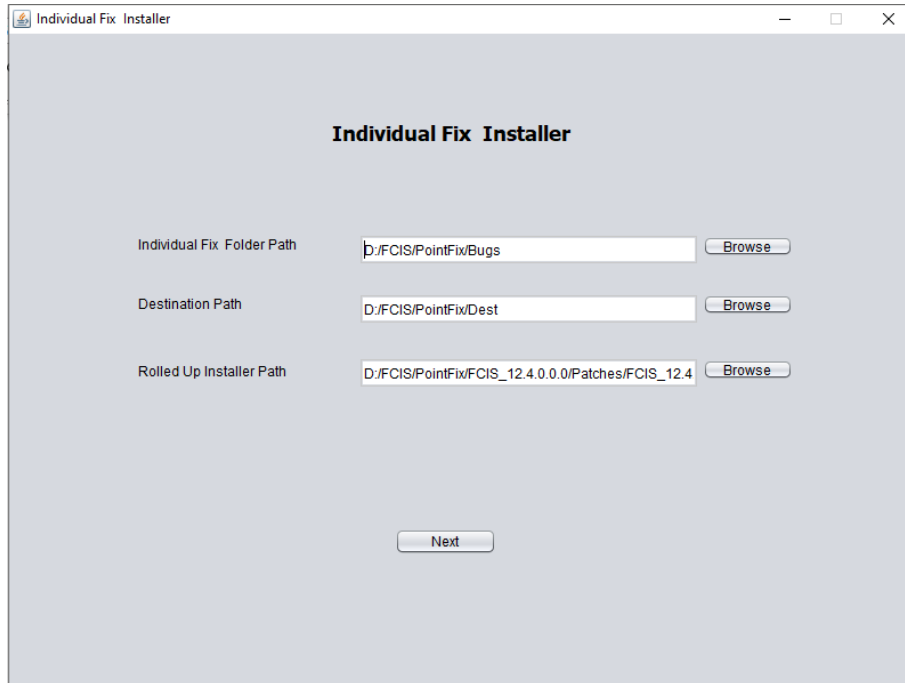 Individual Fix Installer
Individual Fix Installer
Individual Fix Folder Path D:/FCIS/PointFix/Bugs Browse
Destination Path D:/FCIS/PointFix/Dest Browse
Rolled Up Installer Path D:/FCIS/PointFix/FCIS_12.4.0.0.0/Patches/FCIS_12.4 Browse
Next